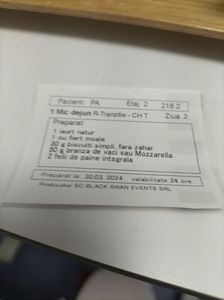 Pacient PA Etaj 2 218.2
1 Mic dejun R-Tranzitie - CH T Ziua 2
Preparat
1 iaurt natur
1 ou fiert moale
30 g biscuiti simpli, fara zahar
50 g branza de vaci sau Mozzarella
2 felii de paine integrala
Preparat la 30.03.2024 valabilitate 24 ore
Producator SC BLACK SWAN EVENTS SRL